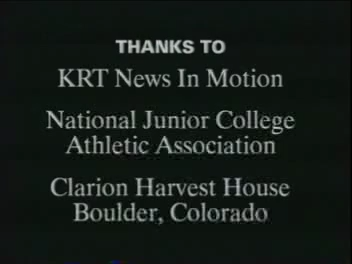 THANKS TO
KRT News In Motion
National Junior College
Athletic Association
Clarion Harvest House
Boulder, Colorado